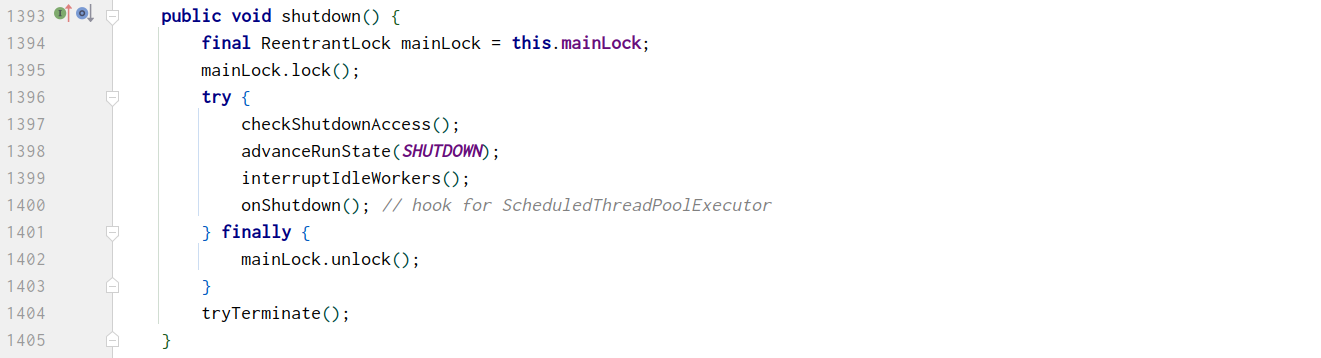 1393 public void shutdown() {
1394 final ReentrantLock mainLock = this.mainLock;
1395 mainLock.lock();
1396 try {
1397 checkShutdownAccess();
1398 advanceRunState(SHUTDOWN);
1399 interruptIdleWorkers();
1400 onShutdown(); // hook for ScheduledThreadPoolExecutor
1401 } finally {
1402 mainLock.unlock();
1403 }
1404 tryTerminate();
1405 }